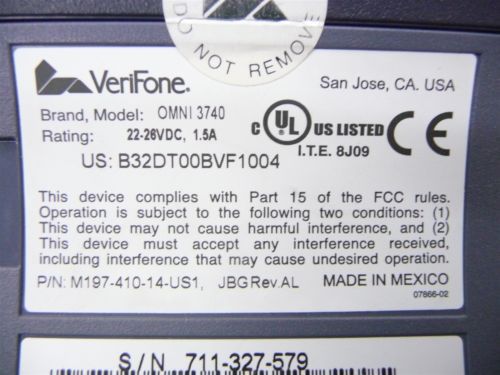 DO NOT REMOVE
VeriFone.
San Jose, CA. USA
Brand, Model: OMNI 3740
Rating: 22-26VDC, 1.5A
C UL US LISTED CE
I.T.E. 8J09
US: B32DT00BVF1004
This device complies with Part 15 of the FCC rules.
Operation is subject to the following two conditions: (1)
This device may not cause harmful interference, and (2)
This device must accept any interference received,
including interference that may cause undesired operation.
P/N: M197-410-14-US1, JBG Rev. AL MADE IN MEXICO
07866-02
S/N 711-327-579